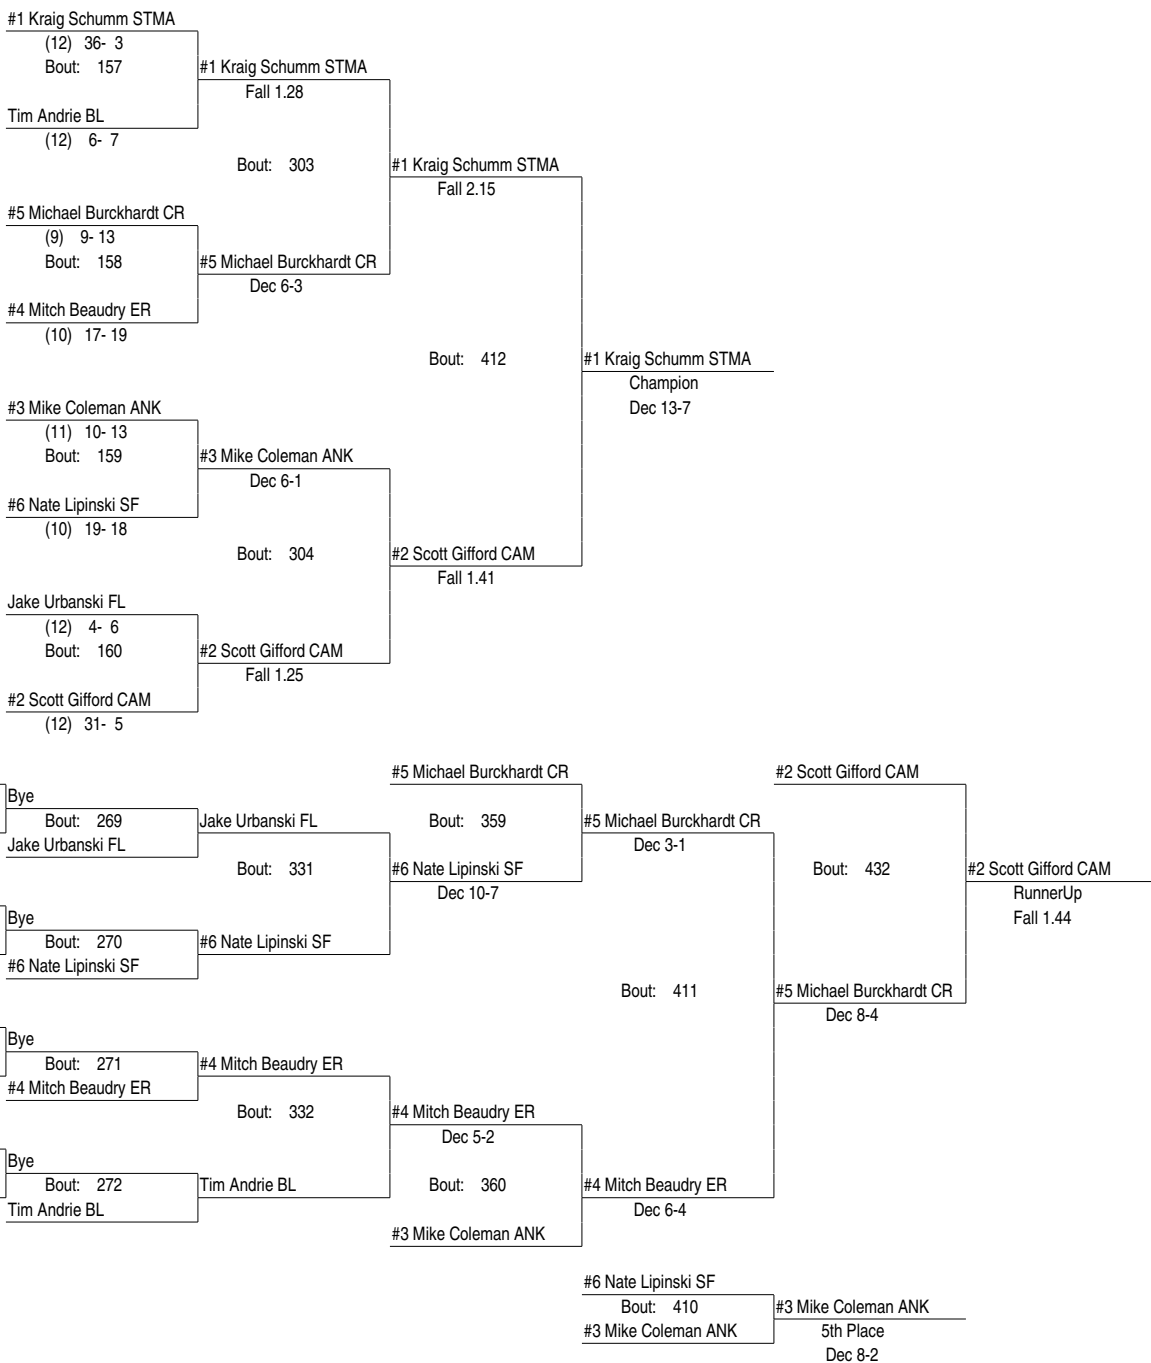 #1 Kraig Schumm STMA
(12) 36- 3
Bout: 157
#1 Kraig Schumm STMA
Fall 1.28
Tim Andrie BL
(12) 6- 7
Bout: 303
#1 Kraig Schumm STMA
Fall 2.15
#5 Michael Burckhardt CR
(9) 9- 13
Bout: 158
#5 Michael Burckhardt CR
Dec 6-3
#4 Mitch Beaudry ER
(10) 17- 19
Bout: 412
#1 Kraig Schumm STMA
Champion
Dec 13-7
#3 Mike Coleman ANK
(11) 10- 13
Bout: 159
#3 Mike Coleman ANK
Dec 6-1
#6 Nate Lipinski SF
(10) 19- 18
Bout: 304
#2 Scott Gifford CAM
Fall 1.41
Jake Urbanski FL
(12) 4- 6
Bout: 160
#2 Scott Gifford CAM
Fall 1.25
#2 Scott Gifford CAM
(12) 31- 5
#5 Michael Burckhardt CR
#2 Scott Gifford CAM
Bye
Bout: 269
Jake Urbanski FL
Jake Urbanski FL
Bout: 359
#5 Michael Burckhardt CR
Dec 3-1
Bout: 331
#6 Nate Lipinski SF
Dec 10-7
Bout: 432
#2 Scott Gifford CAM
RunnerUp
Fall 1.44
Bye
Bout: 270
#6 Nate Lipinski SF
#6 Nate Lipinski SF
Bout: 411
#5 Michael Burckhardt CR
Dec 8-4
Bye
Bout: 271
#4 Mitch Beaudry ER
#4 Mitch Beaudry ER
Bout: 332
#4 Mitch Beaudry ER
Dec 5-2
Bye
Bout: 272
Tim Andrie BL
Tim Andrie BL
Bout: 360
#4 Mitch Beaudry ER
Dec 6-4
#3 Mike Coleman ANK
#6 Nate Lipinski SF
Bout: 410
#3 Mike Coleman ANK
#3 Mike Coleman ANK
5th Place
Dec 8-2